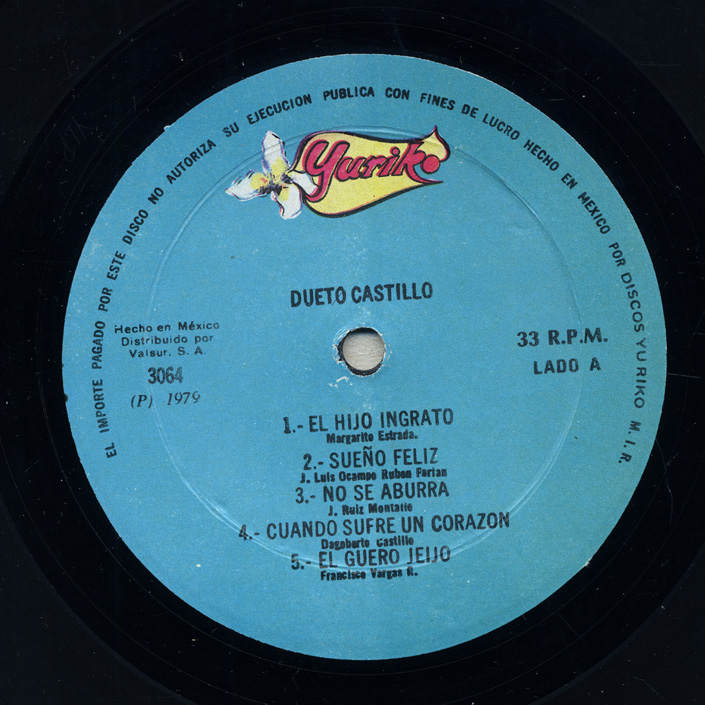 EL IMPORTE PAGADO POR ESTE DISCO NO AUTORIZA SU EJECUCION PUBLICA CON FINES DE LUCRO HECHO EN MEXICO POR DISCOS YURIKO M.I.R.
Yuriko
DUETO CASTILLO
Hecho en México
Distribuido por
Valsur, S. A.
3064
(P) 1979
33 R.P.M.
LADO A
1.- EL HIJO INGRATO
Margarito Estrada.
2.- SUEÑO FELIZ
J. Luis Ocampo Ruben Farian
3.- NO SE ABURRA
J. Ruiz
4.- CUANDO SUFRE UN CORAZON
Dagoberto Castillo
5.- EL GUERO JEIJO
Francisco Vargas R.